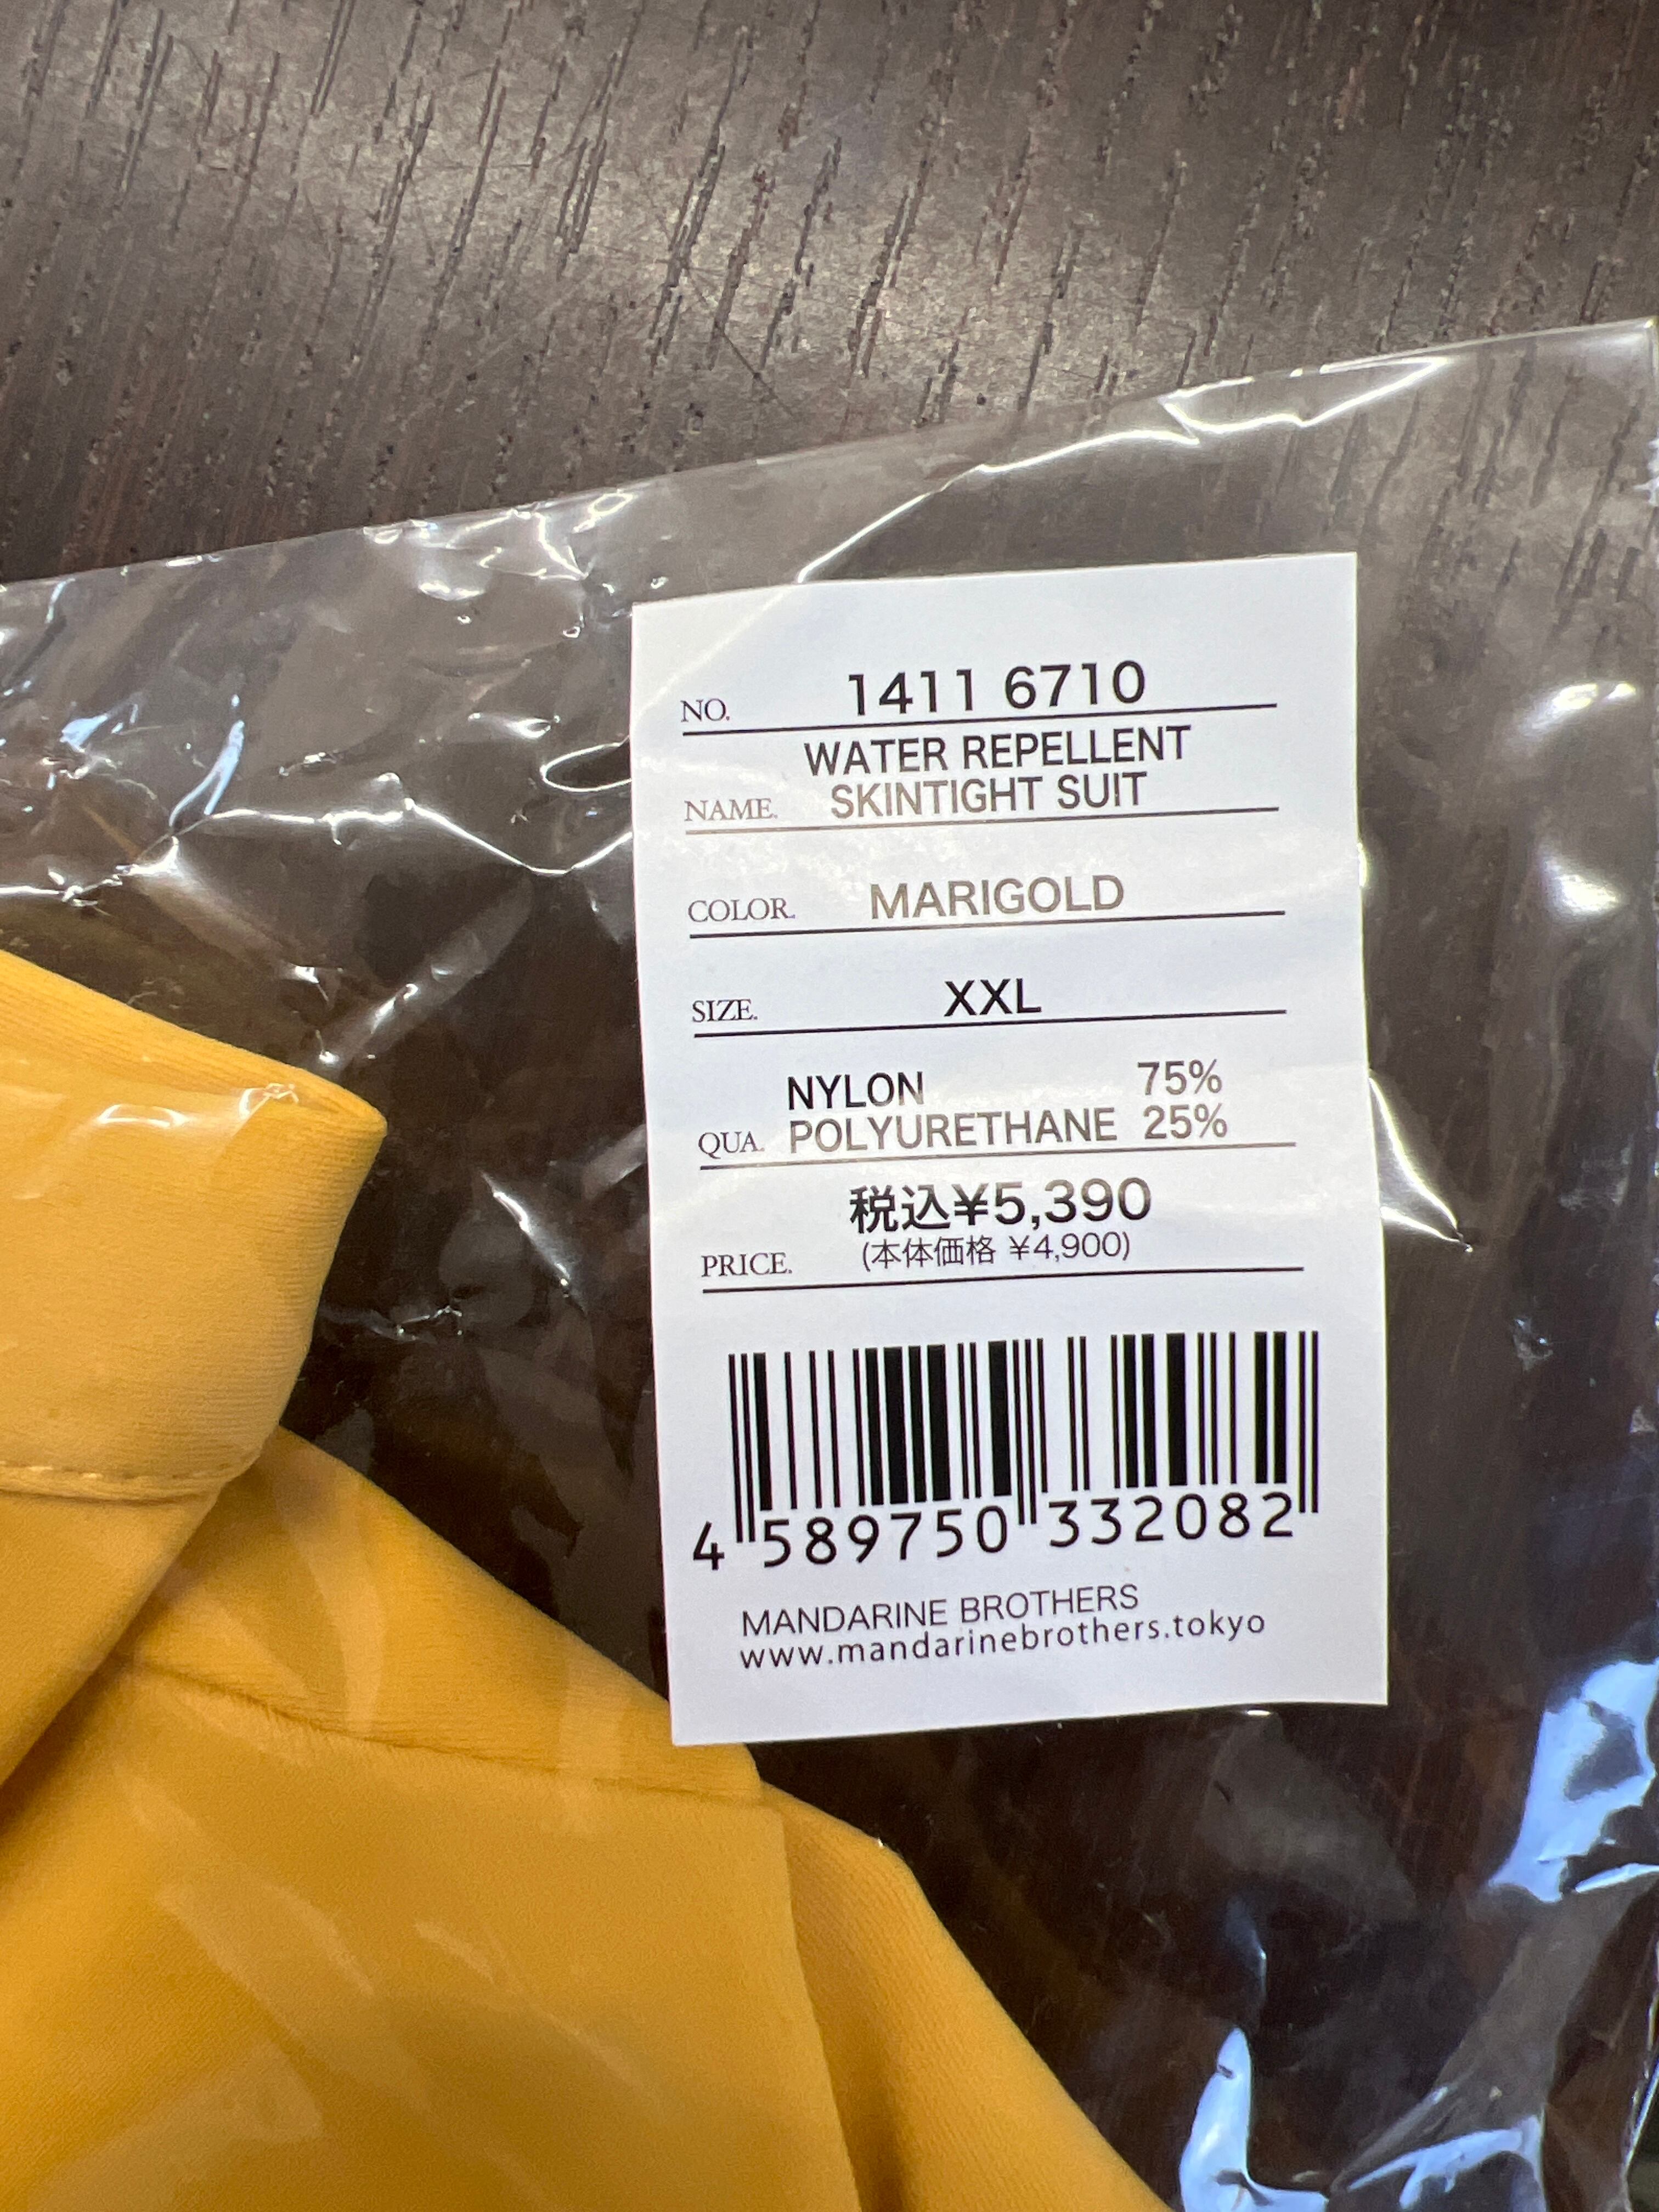 NO. 1411 6710
WATER REPELLENT
NAME. SKINTIGHT SUIT
COLOR. MARIGOLD
SIZE. XXL
NYLON 75%
QUA. POLYURETHANE 25%
税込¥5,390
(本体価格 ¥4,900)
PRICE.
4 589750 332082
MANDARINE BROTHERS
www.mandarinebrothers.tokyo